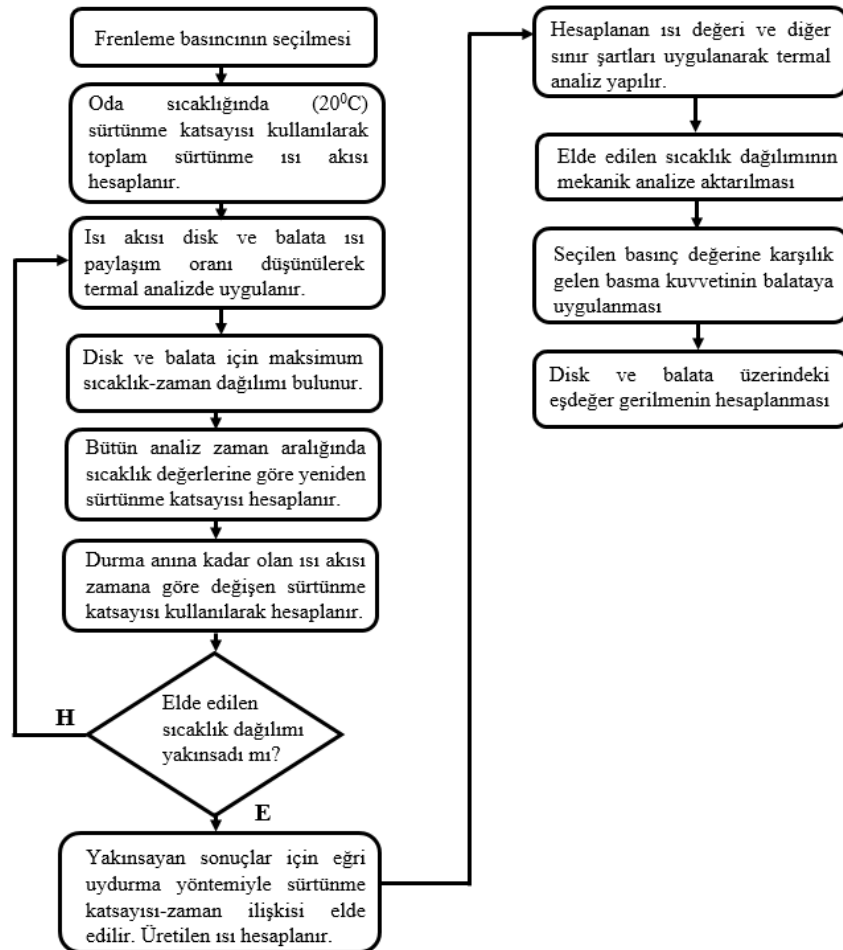 Frenleme basıncının seçilmesi
Oda sıcaklığında (20⁰C)
sürtünme katsayısı kullanılarak
toplam sürtünme ısı akısı
hesaplanır.
Isı akısı disk ve balata ısı
paylaşım oranı düşünülerek
termal analizde uygulanır.
Disk ve balata için maksimum
sıcaklık-zaman dağılımı bulunur.
Bütün analiz zaman aralığında
sıcaklık değerlerine göre yeniden
sürtünme katsayısı hesaplanır.
Durma anına kadar olan ısı akısı
zamana göre değişen sürtünme
katsayısı kullanılarak hesaplanır.
Elde edilen
sıcaklık dağılımı
yakınsadı mı?
H
E
Yakınsayan sonuçlar için eğri
uydurma yöntemiyle sürtünme
katsayısı-zaman ilişkisi elde
edilir. Üretilen ısı hesaplanır.
Hesaplanan ısı değeri ve diğer
sınır şartları uygulanarak termal
analiz yapılır.
Elde edilen sıcaklık dağılımının
mekanik analize aktarılması
Seçilen basınç değerine karşılık
gelen basma kuvvetinin balataya
uygulanması
Disk ve balata üzerindeki
eşdeğer gerilmenin hesaplanması